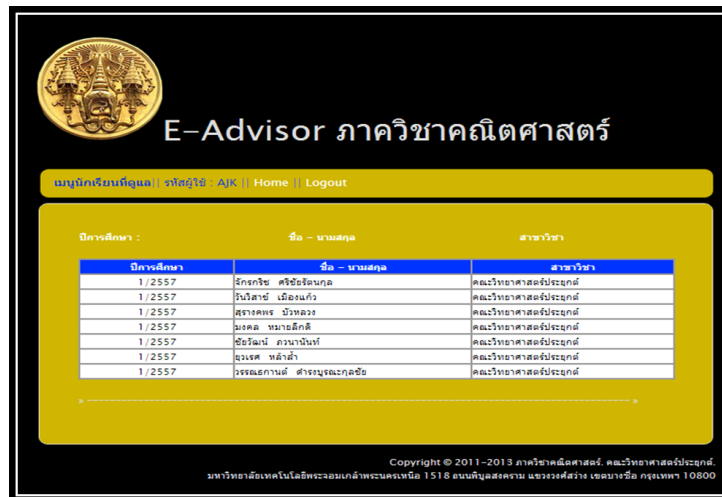 E-Advisor ภาควิชาคณิตศาสตร์
เมนูนักเรียนที่ดูแล|| รหัสผู้ใช้ : AJK || Home || Logout
ปีการศึกษา : ชื่อ - นามสกุล สาขาวิชา
ปีการศึกษา ชื่อ - นามสกุล สาขาวิชา
1/2557 จักรกริช ศรีชัยรัตนกุล คณะวิทยาศาสตร์ประยุกต์
1/2557 วันวิสาข์ เมืองแก้ว คณะวิทยาศาสตร์ประยุกต์
1/2557 สุรางคพร บัวหลวง คณะวิทยาศาสตร์ประยุกต์
1/2557 มงคล หมายลึกดี คณะวิทยาศาสตร์ประยุกต์
1/2557 ชัยวัฒน์ ภวนานันท์ คณะวิทยาศาสตร์ประยุกต์
1/2557 ยุวเรศ หล้าล้ำ คณะวิทยาศาสตร์ประยุกต์
1/2557 วรรณธกานต์ ดำรงบูรณะกุลชัย คณะวิทยาศาสตร์ประยุกต์
Copyright © 2011-2013 ภาควิชาคณิตศาสตร์. คณะวิทยาศาสตร์ประยุกต์.
มหาวิทยาลัยเทคโนโลยีพระจอมเกล้าพระนครเหนือ 1518 ถนนพิบูลสงคราม แขวงวงศ์สว่าง เขตบางซื่อ กรุงเทพฯ 10800